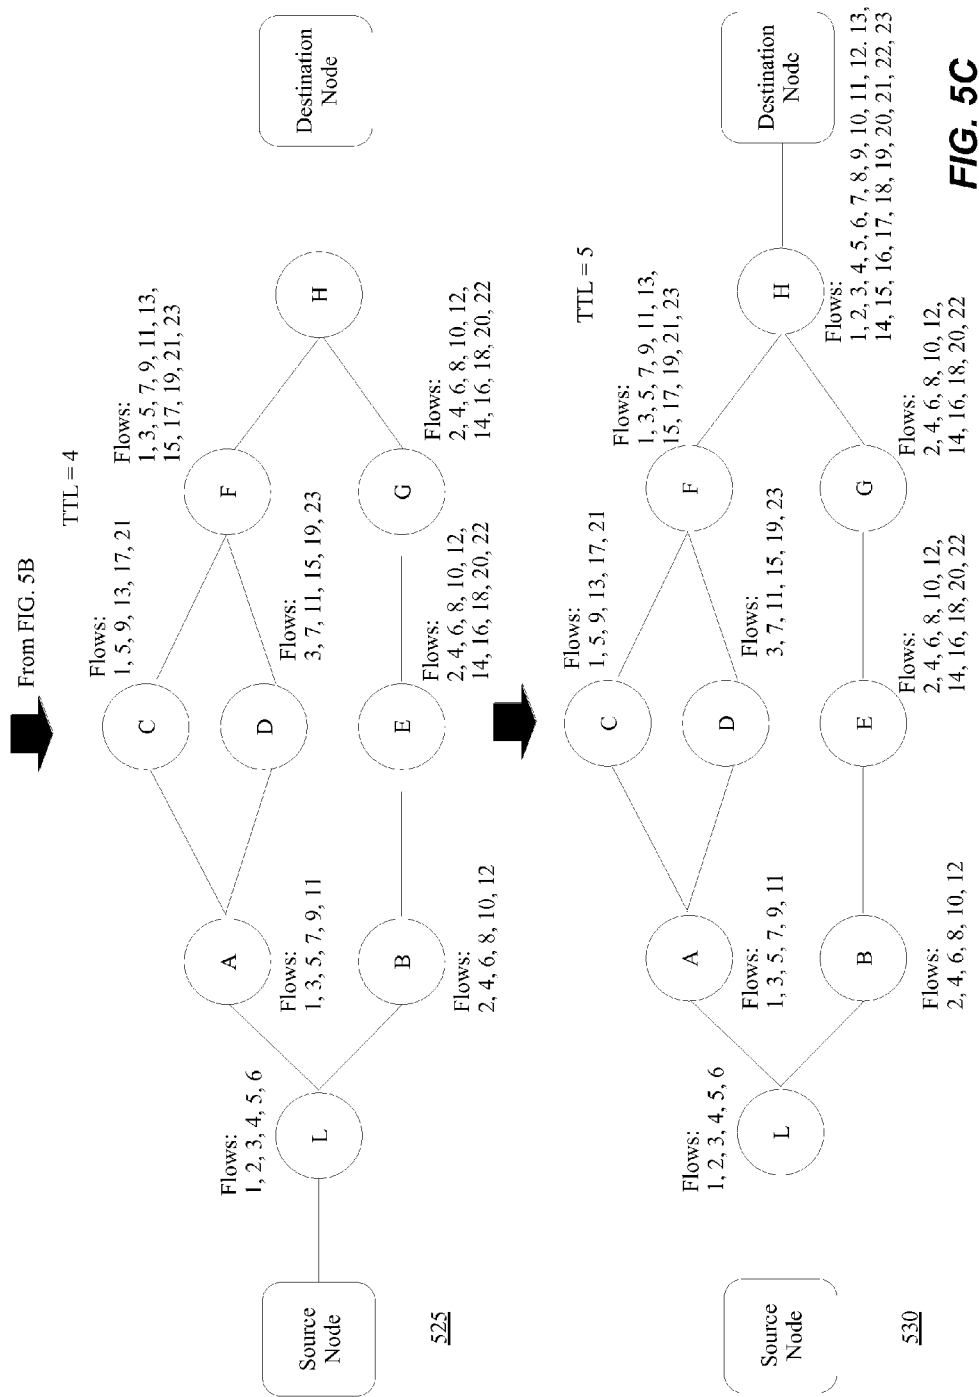 From FIG. 5B
TTL = 4
Source
Node
525
Flows:
1, 2, 3, 4, 5, 6
L
A
Flows:
1, 3, 5, 7, 9, 11
B
Flows:
2, 4, 6, 8, 10, 12
Flows:
1, 5, 9, 13, 17, 21
C
D
Flows:
3, 7, 11, 15, 19, 23
E
Flows:
2, 4, 6, 8, 10, 12,
14, 16, 18, 20, 22
Flows:
1, 3, 5, 7, 9, 11, 13,
15, 17, 19, 21, 23
F
G
Flows:
2, 4, 6, 8, 10, 12,
14, 16, 18, 20, 22
H
Destination
Node
TTL = 5
Source
Node
530
Flows:
1, 2, 3, 4, 5, 6
L
A
Flows:
1, 3, 5, 7, 9, 11
B
Flows:
2, 4, 6, 8, 10, 12
Flows:
1, 5, 9, 13, 17, 21
C
D
Flows:
3, 7, 11, 15, 19, 23
E
Flows:
2, 4, 6, 8, 10, 12,
14, 16, 18, 20, 22
Flows:
1, 3, 5, 7, 9, 11, 13,
15, 17, 19, 21, 23
F
G
Flows:
2, 4, 6, 8, 10, 12,
14, 16, 18, 20, 22
H
Flows:
1, 2, 3, 4, 5, 6, 7, 8, 9, 10, 11, 12. 13,
14, 15, 16, 17, 18, 19, 20, 21, 22, 23
Destination
Node
FIG. 5C